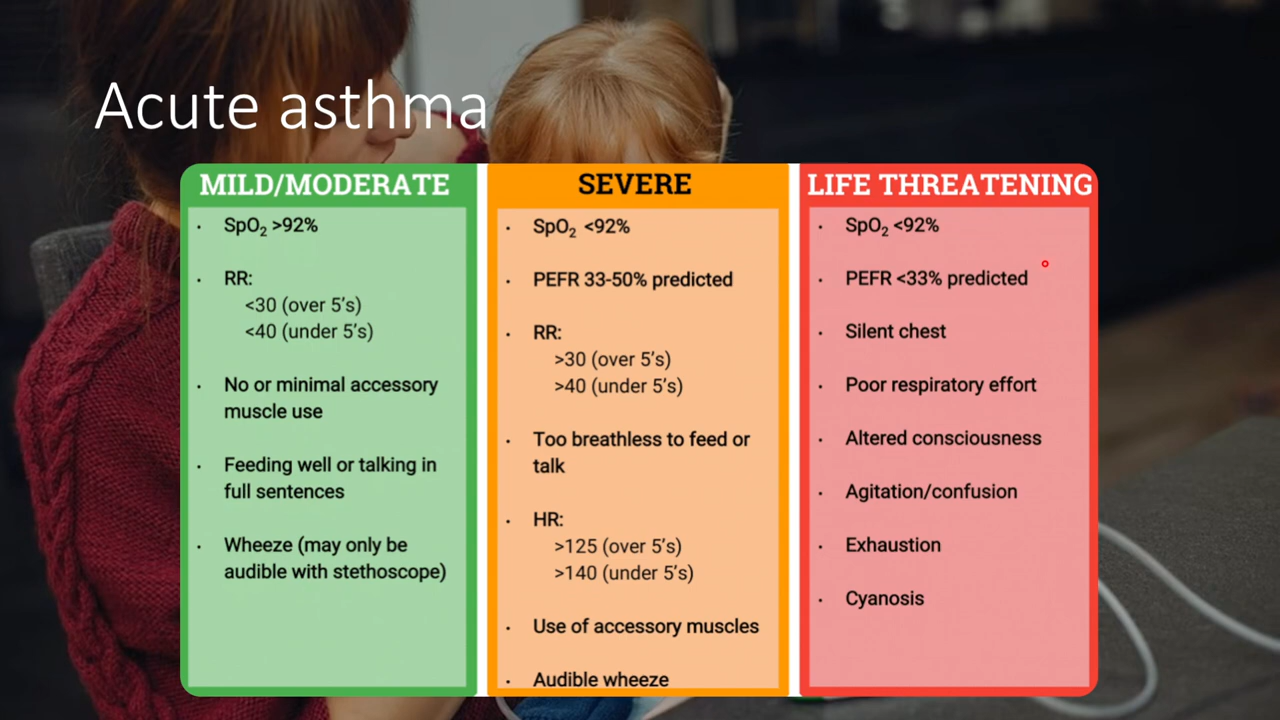 Acute asthma
MILD/MODERATE
· SpO₂ >92%
· RR:
<30 (over 5’s)
<40 (under 5’s)
· No or minimal accessory
muscle use
· Feeding well or talking in
full sentences
· Wheeze (may only be
audible with stethoscope)
SEVERE
· SpO₂ <92%
· PEFR 33-50% predicted
· RR:
>30 (over 5’s)
>40 (under 5’s)
· Too breathless to feed or
talk
· HR:
>125 (over 5’s)
>140 (under 5’s)
· Use of accessory muscles
· Audible wheeze
LIFE THREATENING
· SpO₂ <92%
· PEFR <33% predicted
· Silent chest
· Poor respiratory effort
· Altered consciousness
· Agitation/confusion
· Exhaustion
· Cyanosis